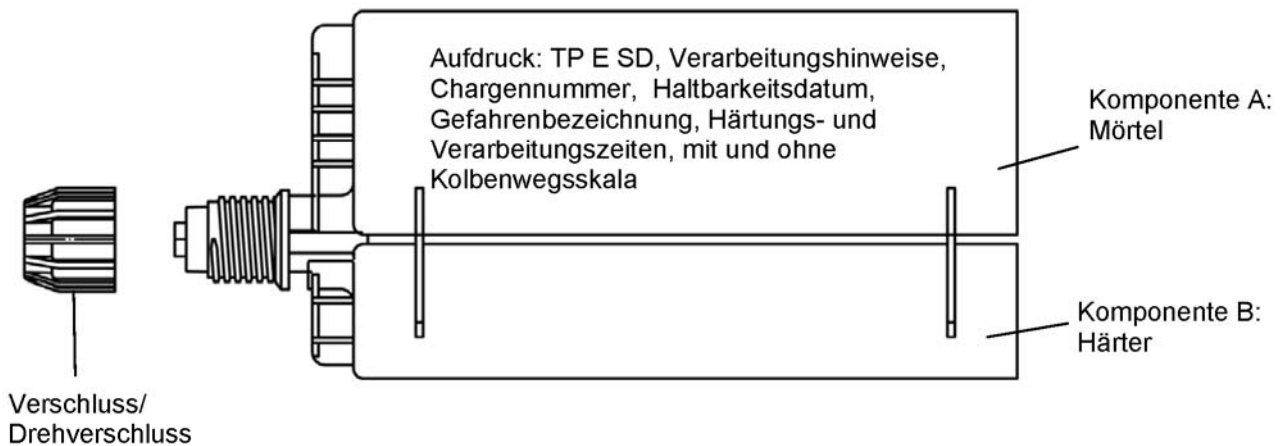 Aufdruck: TP E SD, Verarbeitungshinweise,
Chargennummer, Haltbarkeitsdatum,
Gefahrenbezeichnung, Härtungs- und
Verarbeitungszeiten, mit und ohne
Kolbenwegsskala
Komponente A:
Mörtel
Komponente B:
Härter
Verschluss/
Drehverschluss